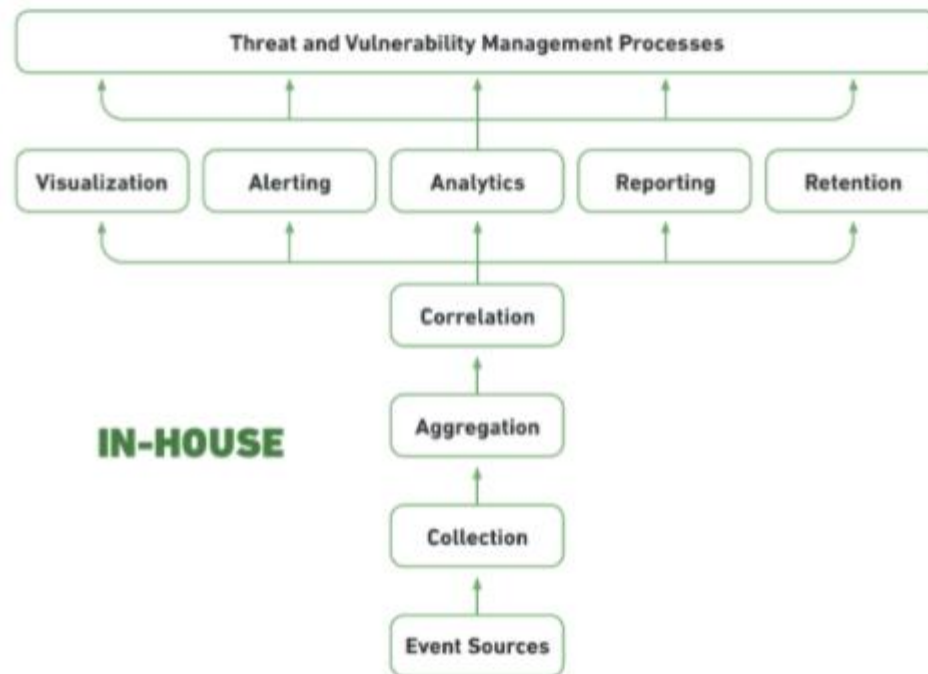 Threat and Vulnerability Management Processes
Visualization
Alerting
Analytics
Reporting
Retention
Correlation
Aggregation
IN-HOUSE
Collection
Event Sources